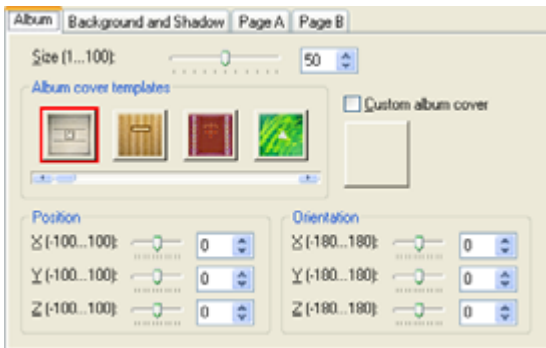 Album Background and Shadow Page A Page B
Size (1...100): 50
Album cover templates
Custom album cover
Position Orientation
X (-100...100): 0 X (-180...180): 0
Y (-100...100): 0 Y (-180...180): 0
Z (-100...100): 0 Z (-180...180): 0